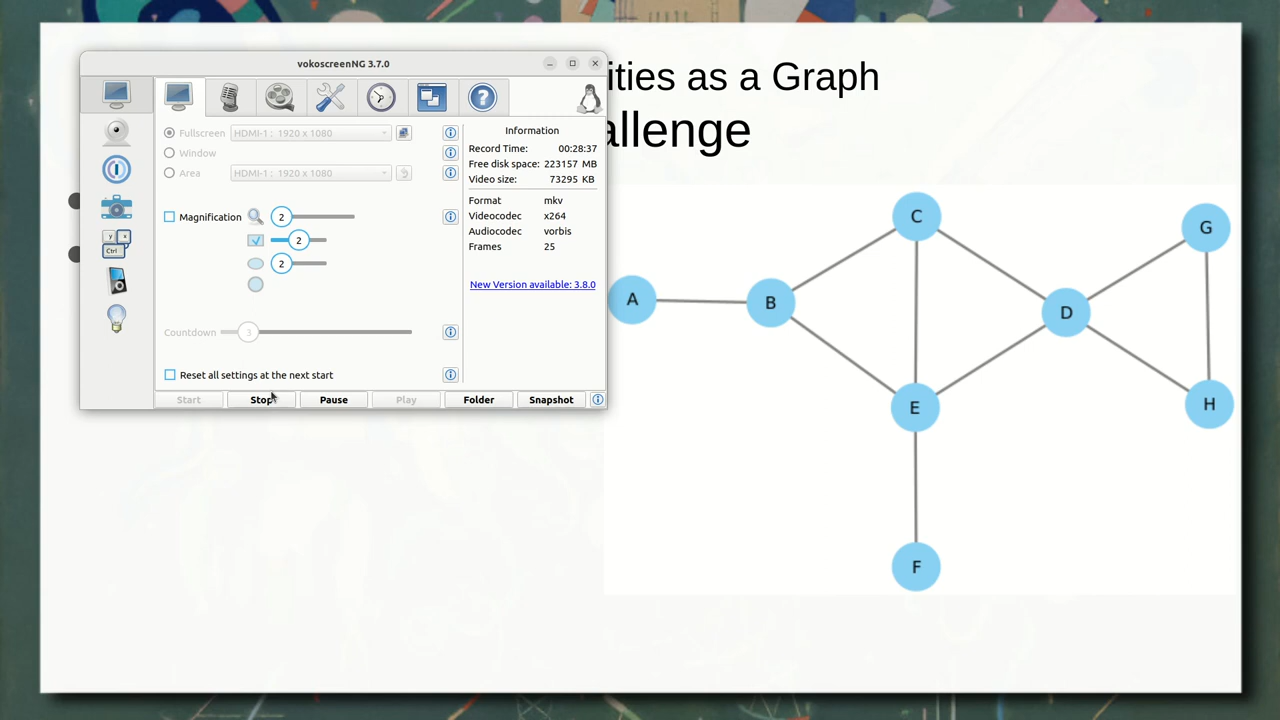 vokoscreenNG 3.7.0
ities as a Graph
allenge
Fullscreen
HDMI-1 : 1920 x 1080
Window
Area
HDMI-1 : 1920 x 1080
Magnification
2
2
2
Countdown
3
Reset all settings at the next start
Information
Record Time: 00:28:37
Free disk space: 223157 MB
Video size: 73295 KB
Format mkv
Videocodec x264
Audiocodec vorbis
Frames 25
New Version available: 3.8.0
Start Stop Pause Play Folder Snapshot
Ctrl
C
G
A
B
D
E
H
F